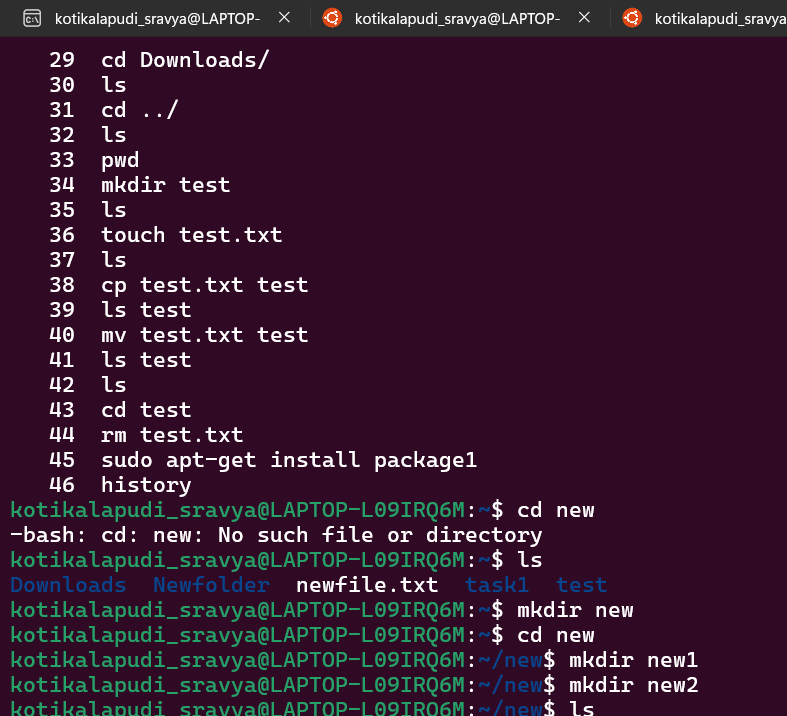 kotikalapudi_sravya@LAPTOP- kotikalapudi_sravya@LAPTOP- kotikalapudi_sravya
29 cd Downloads/
30 ls
31 cd ../
32 ls
33 pwd
34 mkdir test
35 ls
36 touch test.txt
37 ls
38 cp test.txt test
39 ls test
40 mv test.txt test
41 ls test
42 ls
43 cd test
44 rm test.txt
45 sudo apt-get install package1
46 history
kotikalapudi_sravya@LAPTOP-L09IRQ6M:~$ cd new
-bash: cd: new: No such file or directory
kotikalapudi_sravya@LAPTOP-L09IRQ6M:~$ ls
Downloads Newfolder newfile.txt task1 test
kotikalapudi_sravya@LAPTOP-L09IRQ6M:~$ mkdir new
kotikalapudi_sravya@LAPTOP-L09IRQ6M:~$ cd new
kotikalapudi_sravya@LAPTOP-L09IRQ6M:~/new$ mkdir new1
kotikalapudi_sravya@LAPTOP-L09IRQ6M:~/new$ mkdir new2
kotikalapudi_sravya@LAPTOP-L09IRQ6M:~/new$ ls